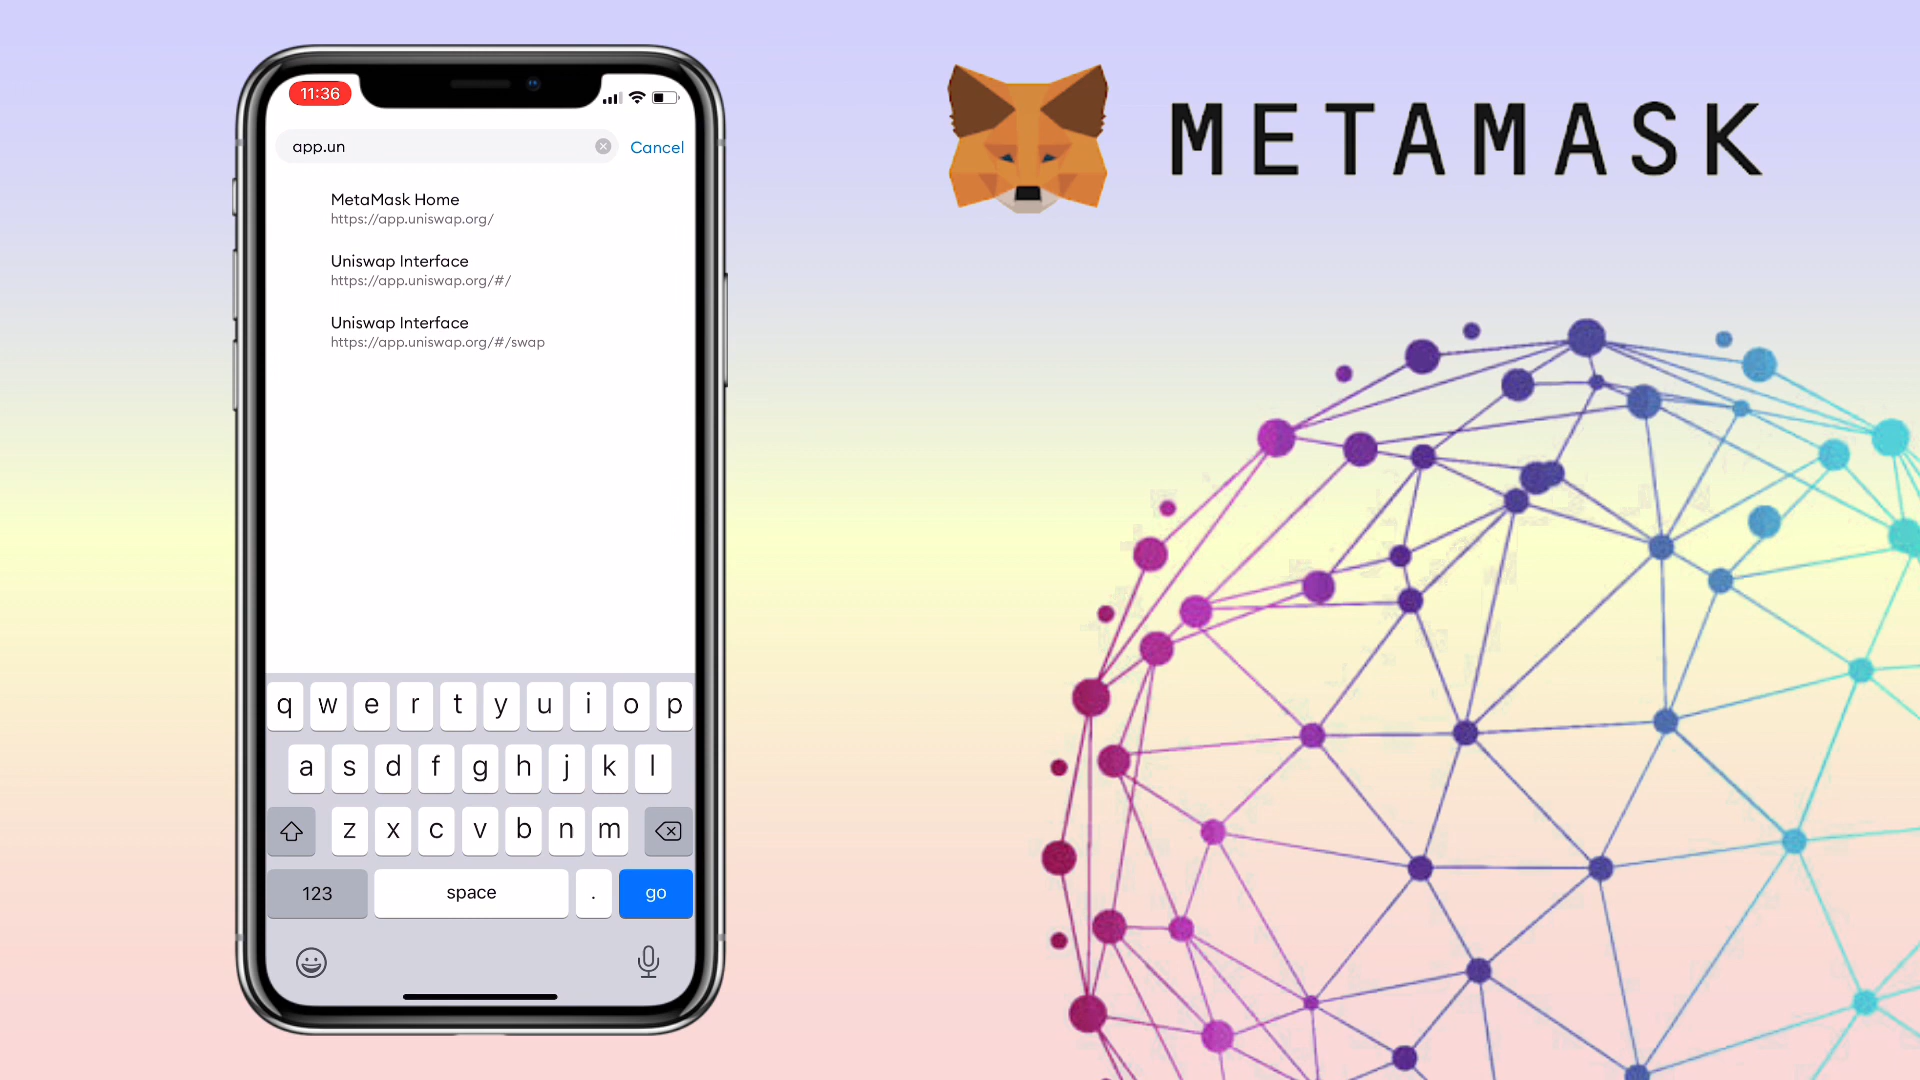 11:36
app.un
Cancel
MetaMask Home
https://app.uniswap.org/
Uniswap Interface
https://app.uniswap.org/#/
Uniswap Interface
https://app.uniswap.org/#/swap
q w e r t y u i o p
a s d f g h j k l
z x c v b n m
123 space . go
METAMASK